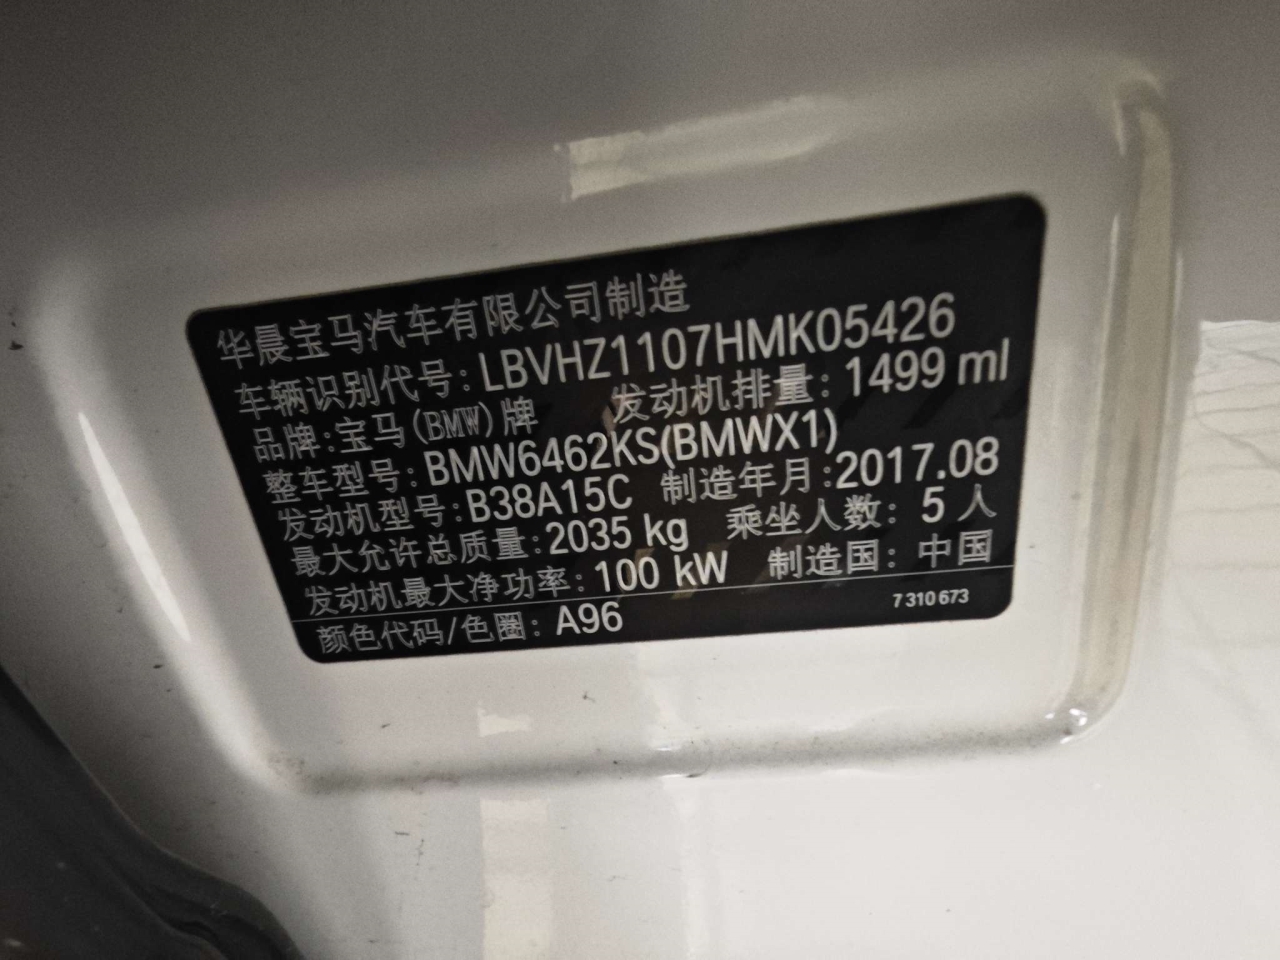 华晨宝马汽车有限公司制造
车辆识别代号: LBVHZ1107HMK05426
品牌:宝马(BMW)牌 发动机排量: 1499 ml
整车型号: BMW6462KS(BMWX1)
发动机型号: B38A15C 制造年月:2017.08
最大允许总质量:2035 kg 乘坐人数: 5 人
发动机最大净功率: 100 kW 制造国: 中国
颜色代码/色圈: A96 7 310 673